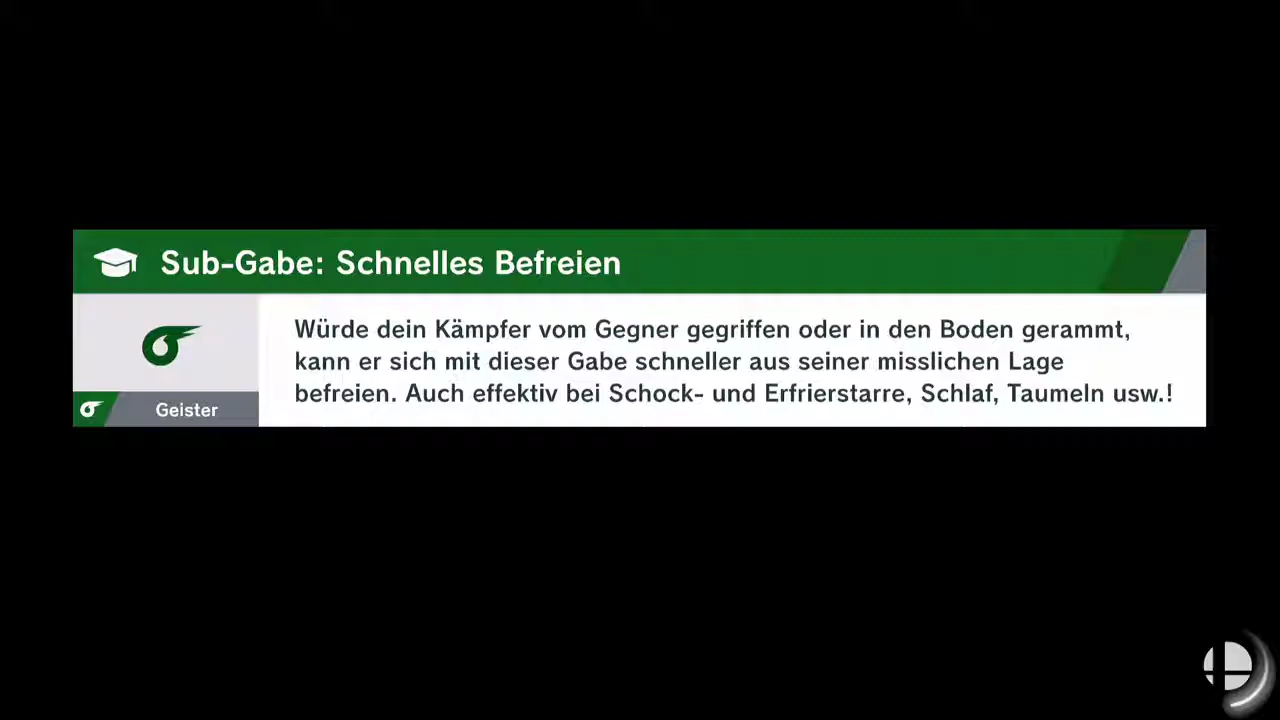 Sub-Gabe: Schnelles Befreien
Würde dein Kämpfer vom Gegner gegriffen oder in den Boden gerammt,
kann er sich mit dieser Gabe schneller aus seiner misslichen Lage
befreien. Auch effektiv bei Schock- und Erfrierstarre, Schlaf, Taumeln usw.!
Geister